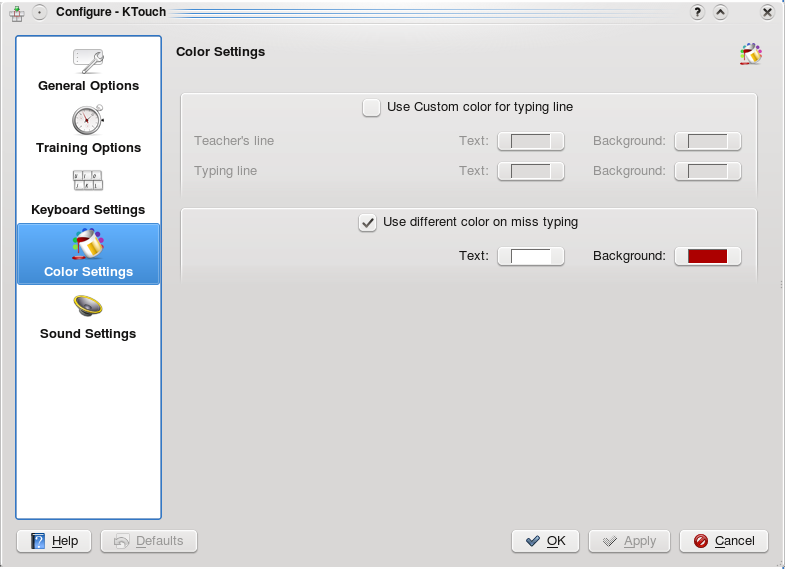 Configure - KTouch
General Options
Training Options
Keyboard Settings
Color Settings
Sound Settings
Color Settings
Use Custom color for typing line
Teacher's line Text: Background:
Typing line Text: Background:
Use different color on miss typing
Text: Background:
Help Defaults OK Apply Cancel